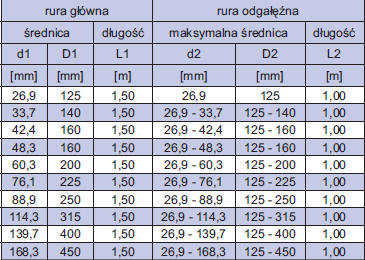 rura główna rura odgałęźna
średnica długość maksymalna średnica długość
d1 D1 L1 d2 D2 L2
[mm] [mm] [m] [mm] [mm] [m]
26,9 125 1,50 26,9 125 1,00
33,7 140 1,50 26,9 - 33,7 125 - 140 1,00
42,4 160 1,50 26,9 - 42,4 125 - 160 1,00
48,3 160 1,50 26,9 - 48,3 125 - 160 1,00
60,3 200 1,50 26,9 - 60,3 125 - 200 1,00
76,1 225 1,50 26,9 - 76,1 125 - 225 1,00
88,9 250 1,50 26,9 - 88,9 125 - 250 1,00
114,3 315 1,50 26,9 - 114,3 125 - 315 1,00
139,7 400 1,50 26,9 - 139,7 125 - 400 1,00
168,3 450 1,50 26,9 - 168,3 125 - 450 1,00